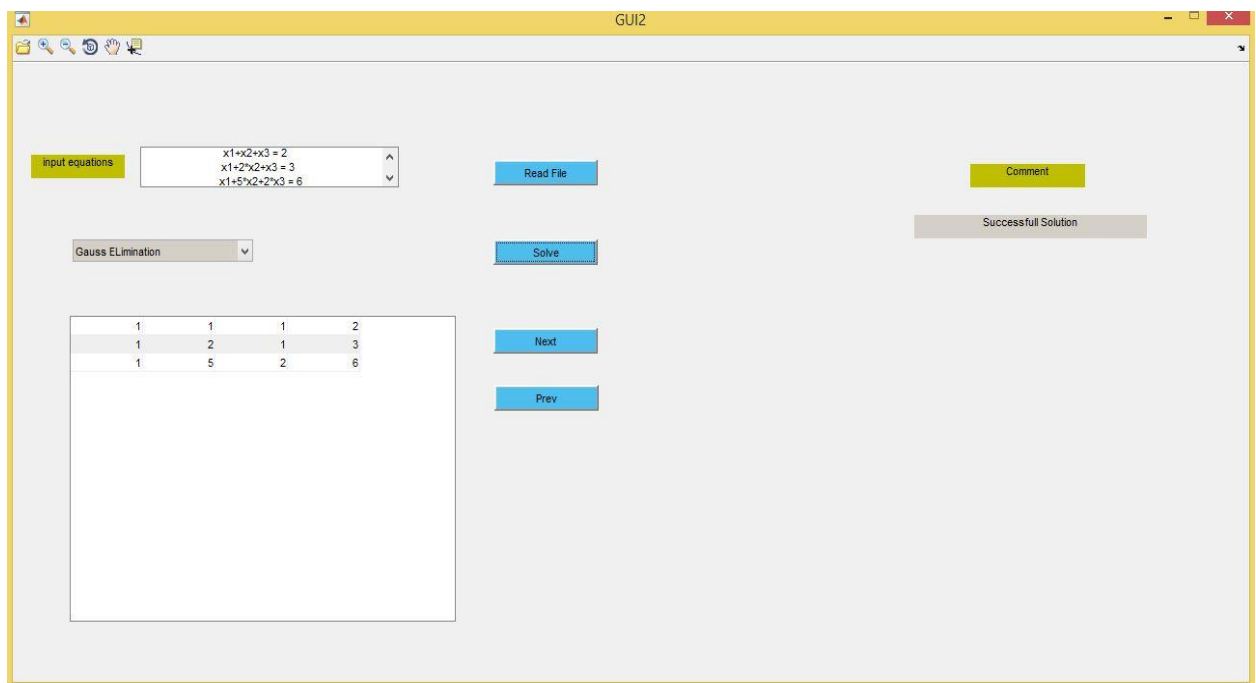 GUI2
input equations
x1+x2+x3 = 2
x1+2*x2+x3 = 3
x1+5*x2+2*x3 = 6
Read File
Comment
Successfull Solution
Gauss ELimination
Solve
1 1 1 2
1 2 1 3
1 5 2 6
Next
Prev